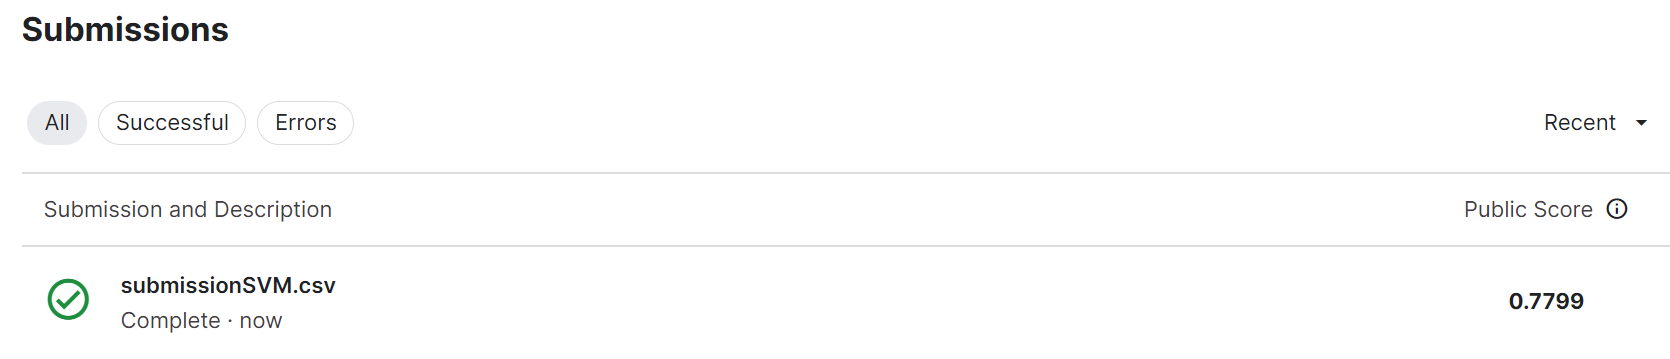 Submissions
All Successful Errors Recent
Submission and Description Public Score
submissionSVM.csv
0.7799
Complete · now